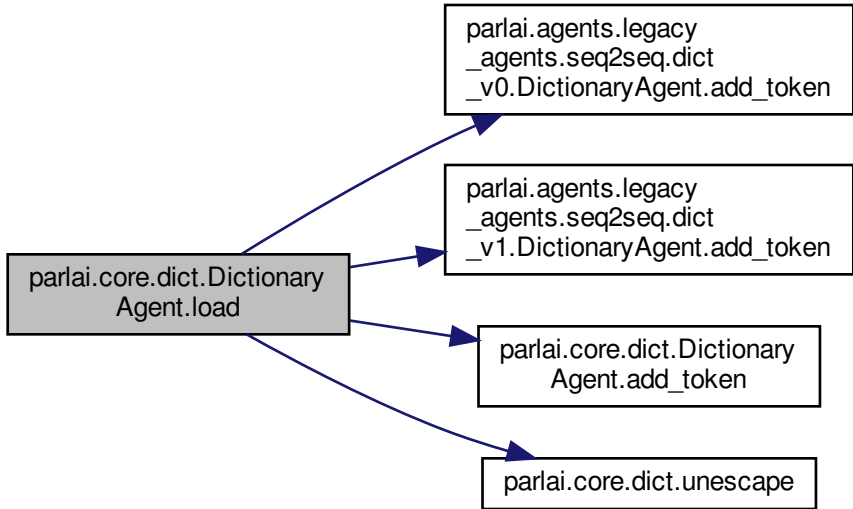 parlai.agents.legacy
_agents.seq2seq.dict
_v0.DictionaryAgent.add_token
parlai.agents.legacy
_agents.seq2seq.dict
_v1.DictionaryAgent.add_token
parlai.core.dict.Dictionary
Agent.load
parlai.core.dict.Dictionary
Agent.add_token
parlai.core.dict.unescape